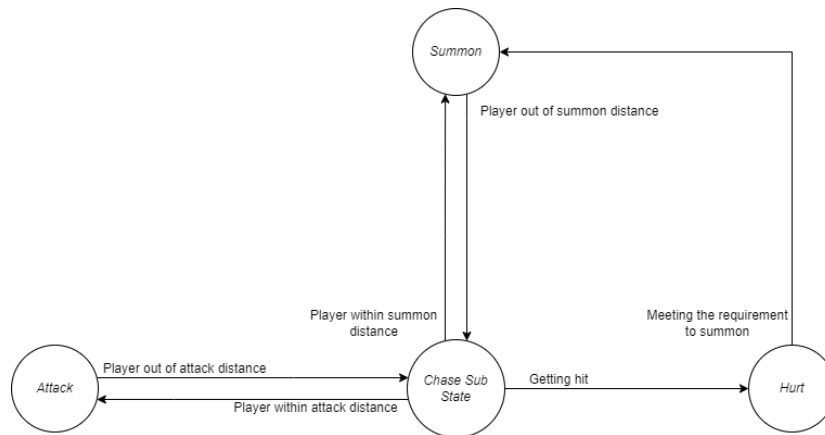 Summon
Player out of summon distance
Player within summon
distance
Meeting the requirement
to summon
Player out of attack distance
Attack
Chase Sub
State
Getting hit
Hurt
Player within attack distance